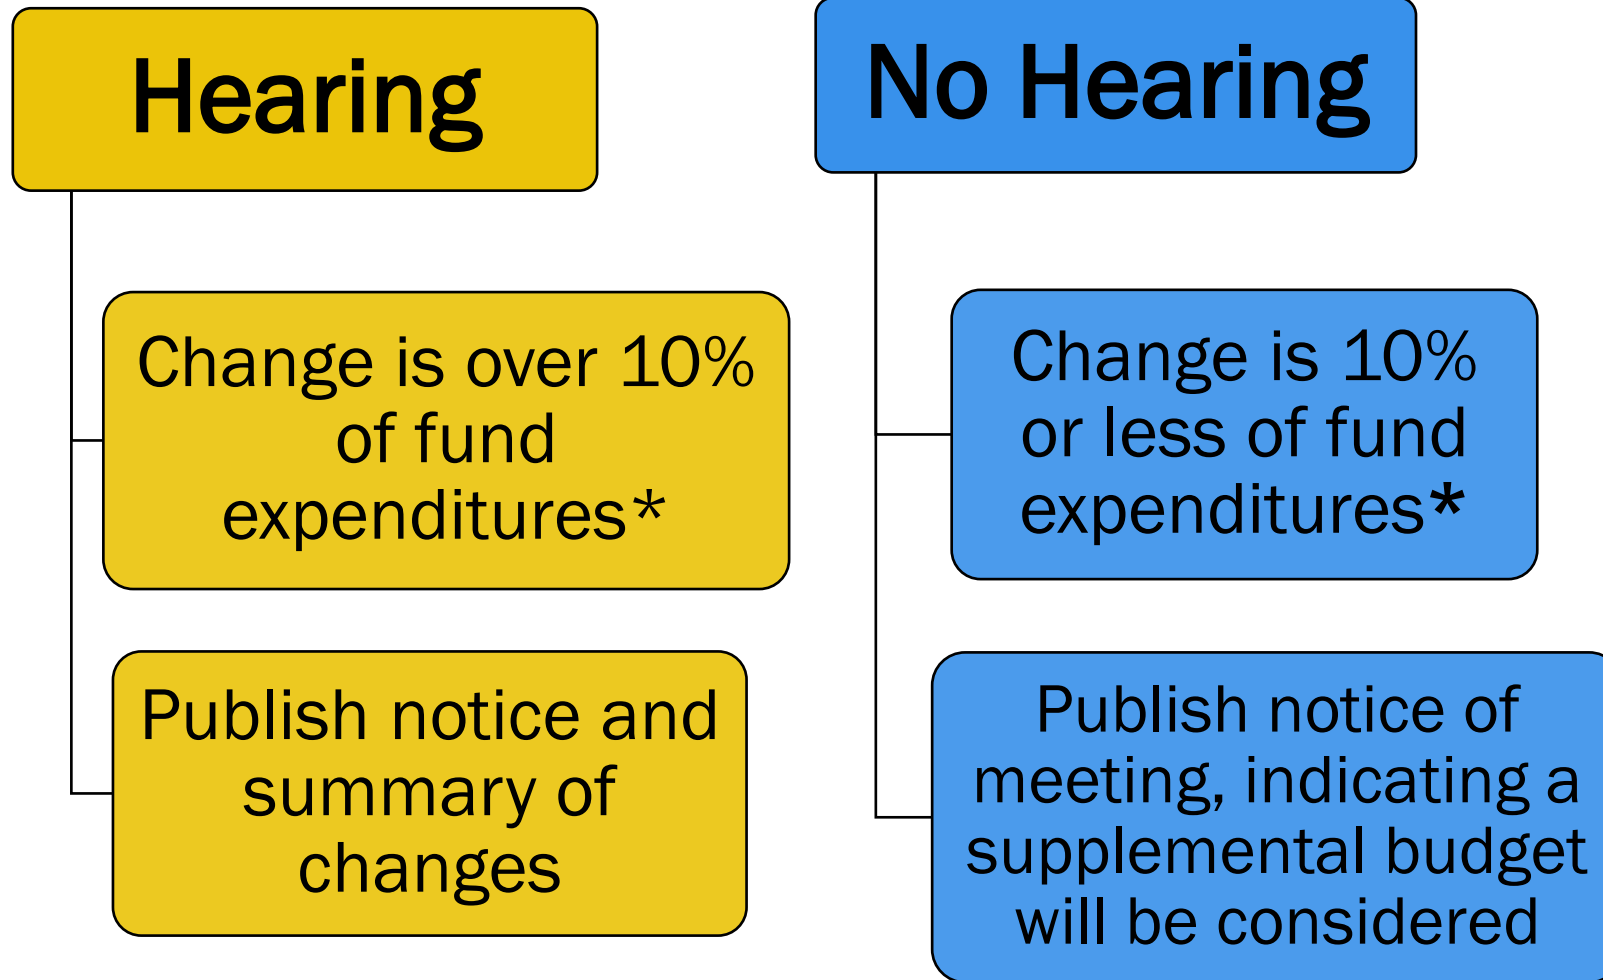 Hearing
Change is over 10%
of fund
expenditures*
Publish notice and
summary of
changes
No Hearing
Change is 10%
or less of fund
expenditures*
Publish notice of
meeting, indicating a
supplemental budget
will be considered